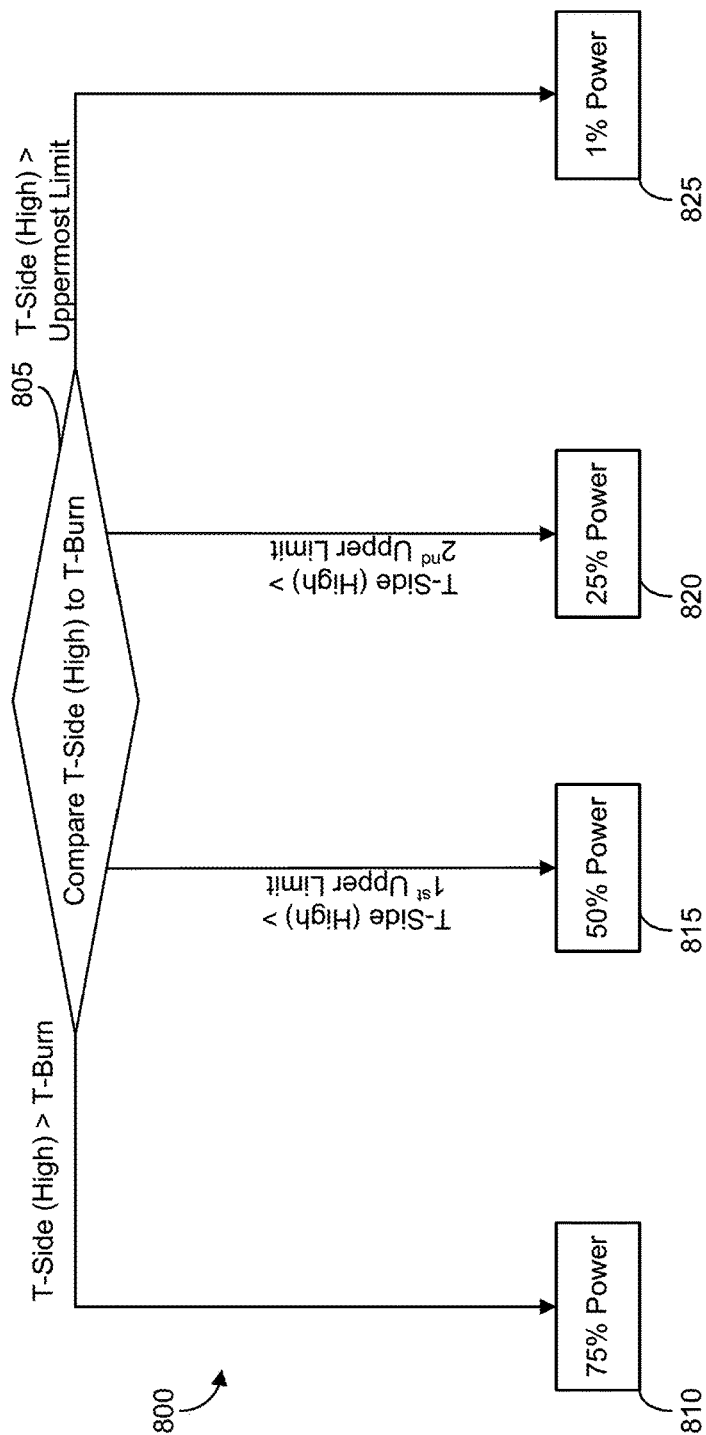 800
T-Side (High) > T-Burn
805
Compare T-Side (High) to T-Burn
T-Side (High) >
Uppermost Limit
T-Side (High) >
1st Upper Limit
T-Side (High) >
2nd Upper Limit
75% Power
810
50% Power
815
25% Power
820
1% Power
825